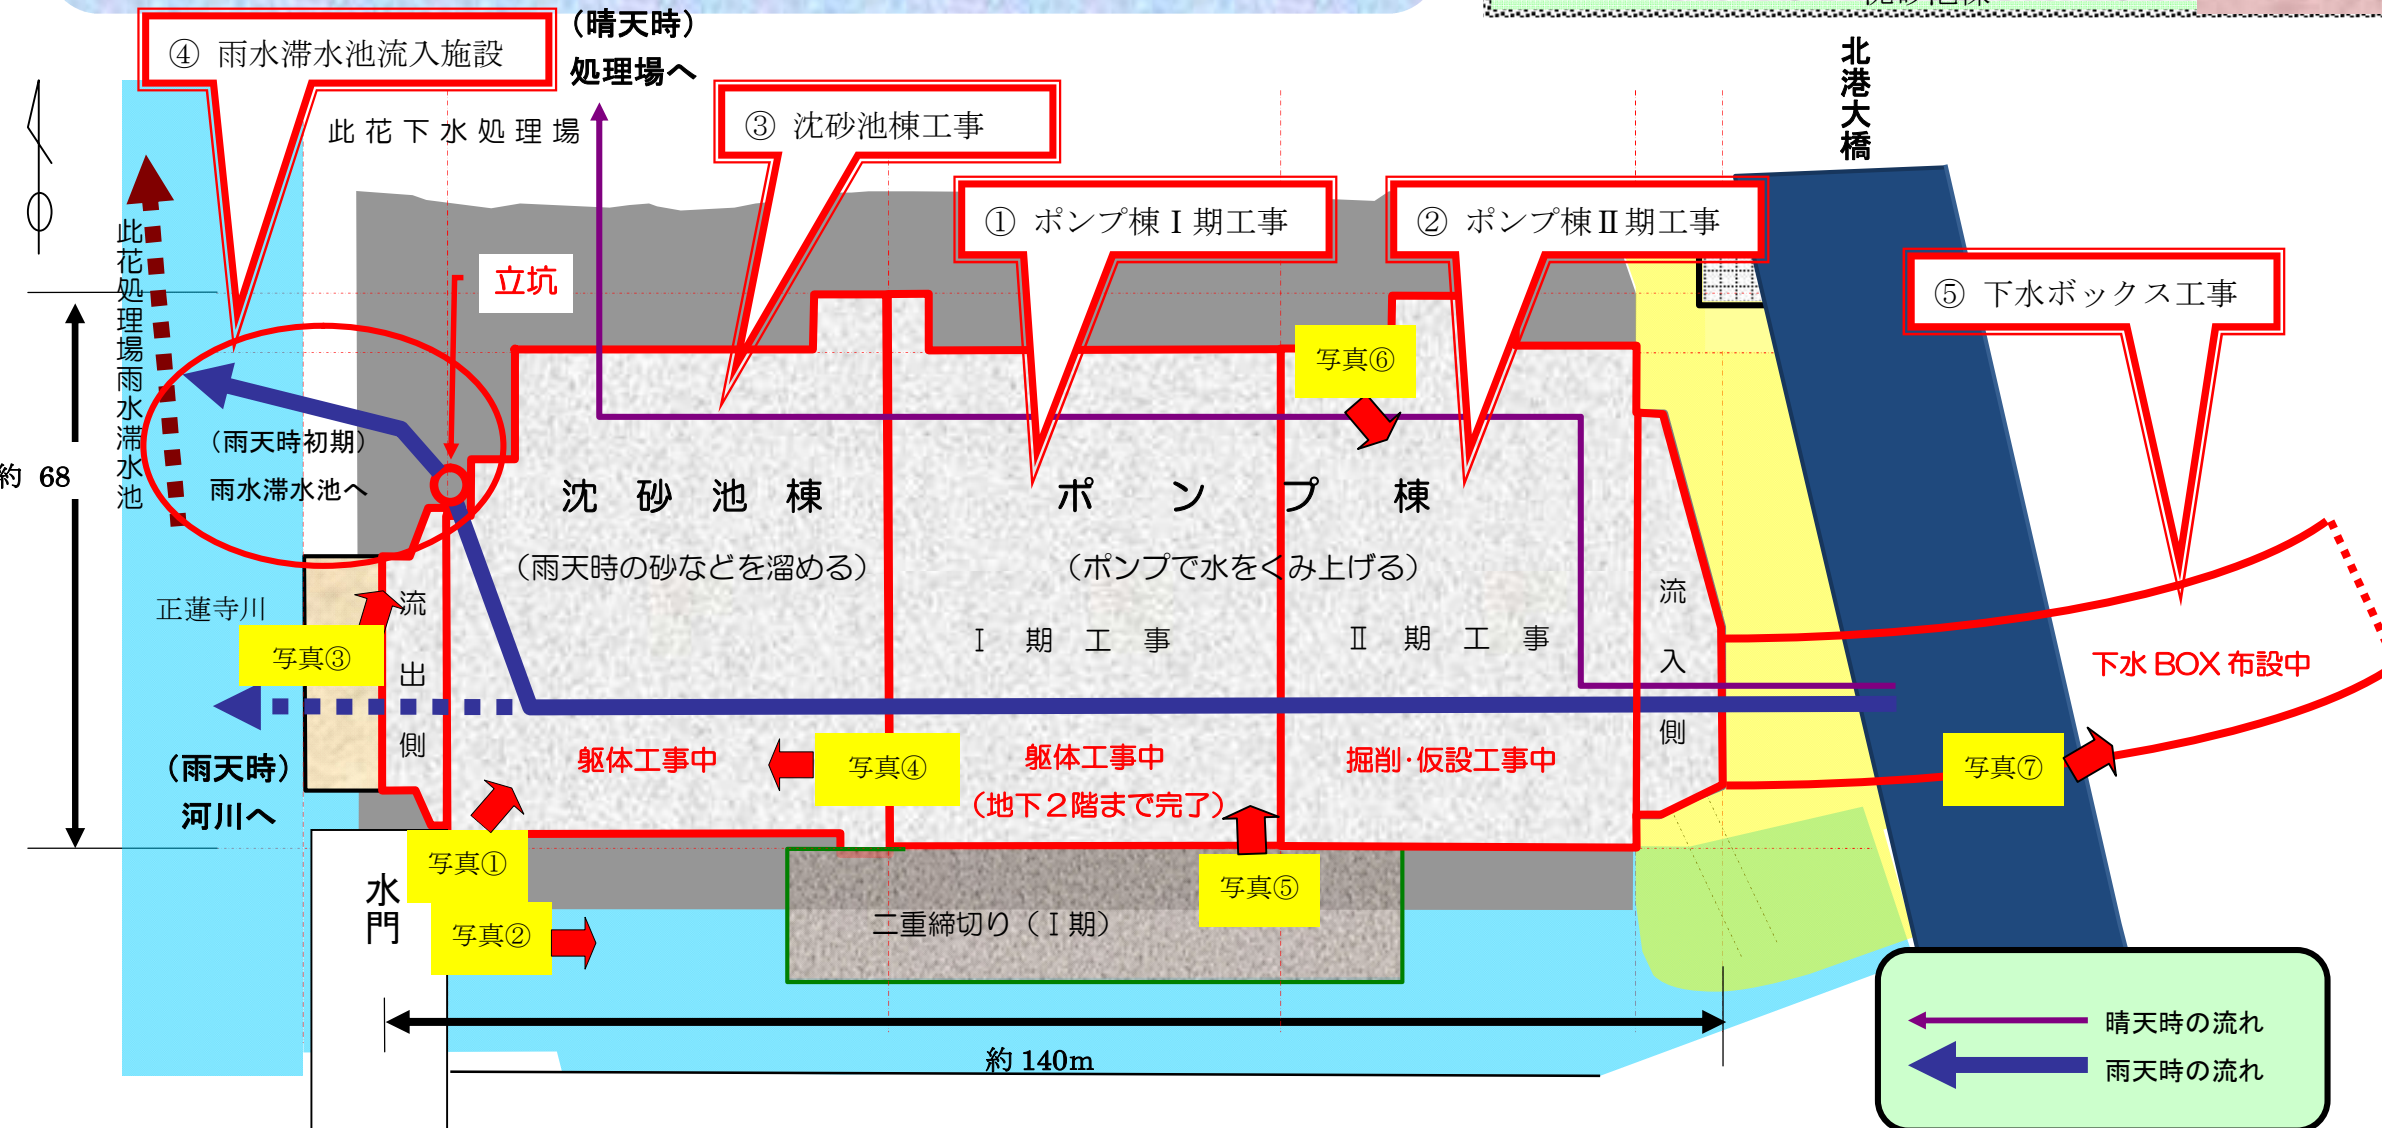 ④ 雨水滞水池流入施設
(晴天時)
処理場へ
北港大橋
③ 沈砂池棟工事
此花下水処理場
① ポンプ棟Ⅰ期工事
② ポンプ棟Ⅱ期工事
⑤ 下水ボックス工事
此花処理場雨水滞水池
立坑
写真⑥
(雨天時初期)
雨水滞水池へ
約 68
沈砂池棟
ポンプ棟
(雨天時の砂などを溜める)
(ポンプで水をくみ上げる)
正蓮寺川
流出側
流入側
Ⅰ期工事
Ⅱ期工事
写真③
下水 BOX 布設中
(雨天時)
河川へ
躯体工事中
写真④
躯体工事中
(地下2階まで完了)
掘削・仮設工事中
写真⑦
写真①
水門
写真⑤
写真②
二重締切り(Ⅰ期)
約 140m
晴天時の流れ
雨天時の流れ